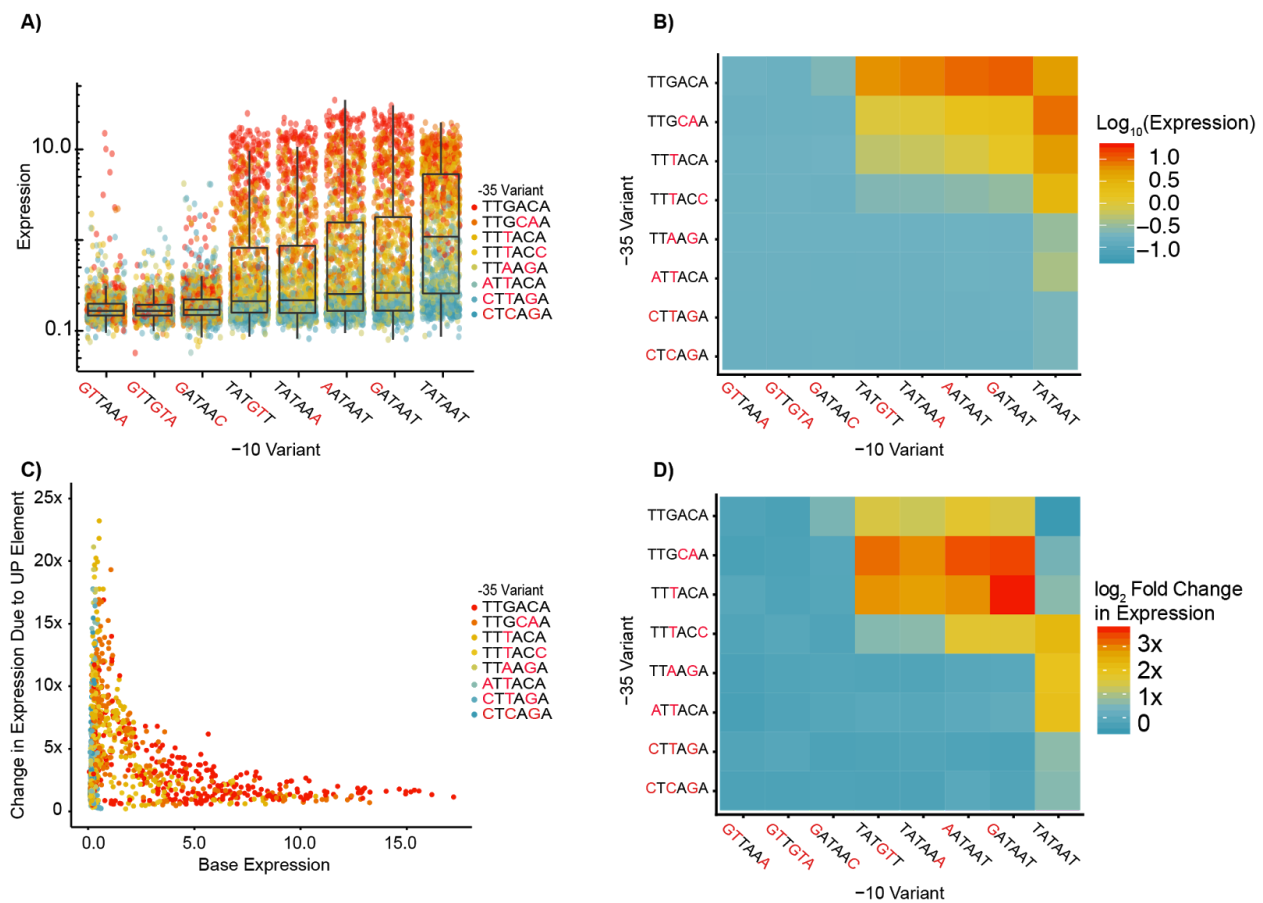 A)
Expression
10.0
0.1
-35 Variant
TTGACA
TTGCAA
TTTACA
TTTACC
TTAAGA
ATTACA
CTTAGA
CTCAGA
GTTAAA
GTTGTA
GATAAC
TATGTT
TATAAA
AATAAT
GATAAT
TATAAT
−10 Variant
B)
−35 Variant
TTGACA
TTGCAA
TTTACA
TTTACC
TTAAGA
ATTACA
CTTAGA
CTCAGA
GTTAAA
GTTGTA
GATAAC
TATGTT
TATAAA
AATAAT
GATAAT
TATAAT
−10 Variant
Log10(Expression)
1.0
0.5
0.0
−0.5
−1.0
C)
Change in Expression Due to UP Element
25x
20x
15x
10x
5x
0
0.0
5.0
10.0
15.0
Base Expression
-35 Variant
TTGACA
TTGCAA
TTTACA
TTTACC
TTAAGA
ATTACA
CTTAGA
CTCAGA
D)
−35 Variant
TTGACA
TTGCAA
TTTACA
TTTACC
TTAAGA
ATTACA
CTTAGA
CTCAGA
GTTAAA
GTTGTA
GATAAC
TATGTT
TATAAA
AATAAT
GATAAT
TATAAT
−10 Variant
log2 Fold Change
in Expression
3x
2x
1x
0